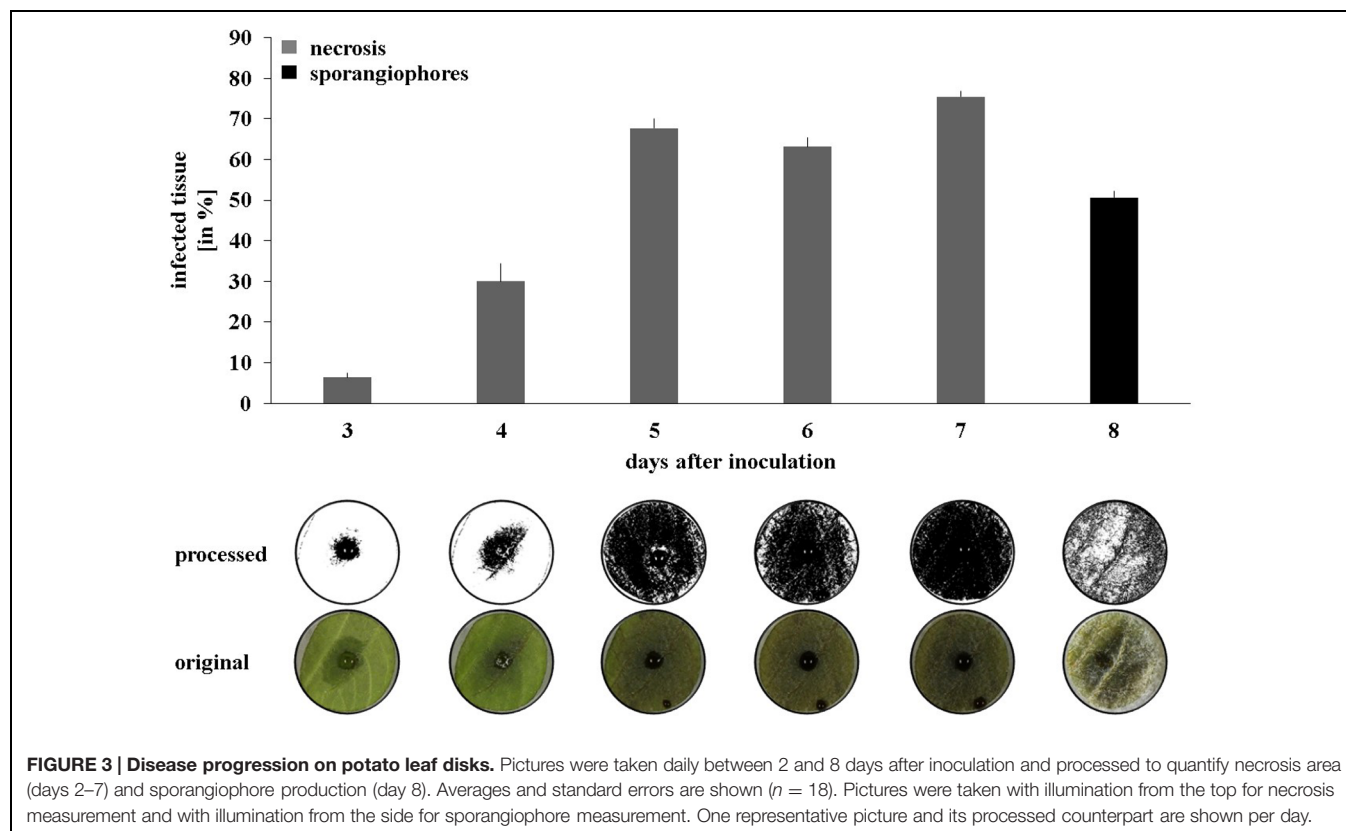 90
80
70
60
50
40
30
20
10
0
necrosis
sporangiophores
infected tissue
[in %]
3 4 5 6 7 8
days after inoculation
processed
original
FIGURE 3 | Disease progression on potato leaf disks. Pictures were taken daily between 2 and 8 days after inoculation and processed to quantify necrosis area
(days 2–7) and sporangiophore production (day 8). Averages and standard errors are shown (n = 18). Pictures were taken with illumination from the top for necrosis
measurement and with illumination from the side for sporangiophore measurement. One representative picture and its processed counterpart are shown per day.